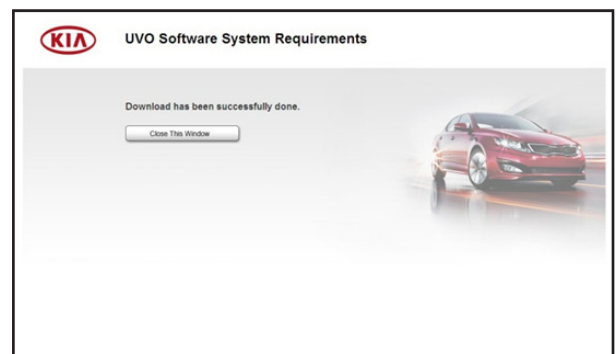 KIA
UVO Software System Requirements
Download has been successfully done.
Close This Window